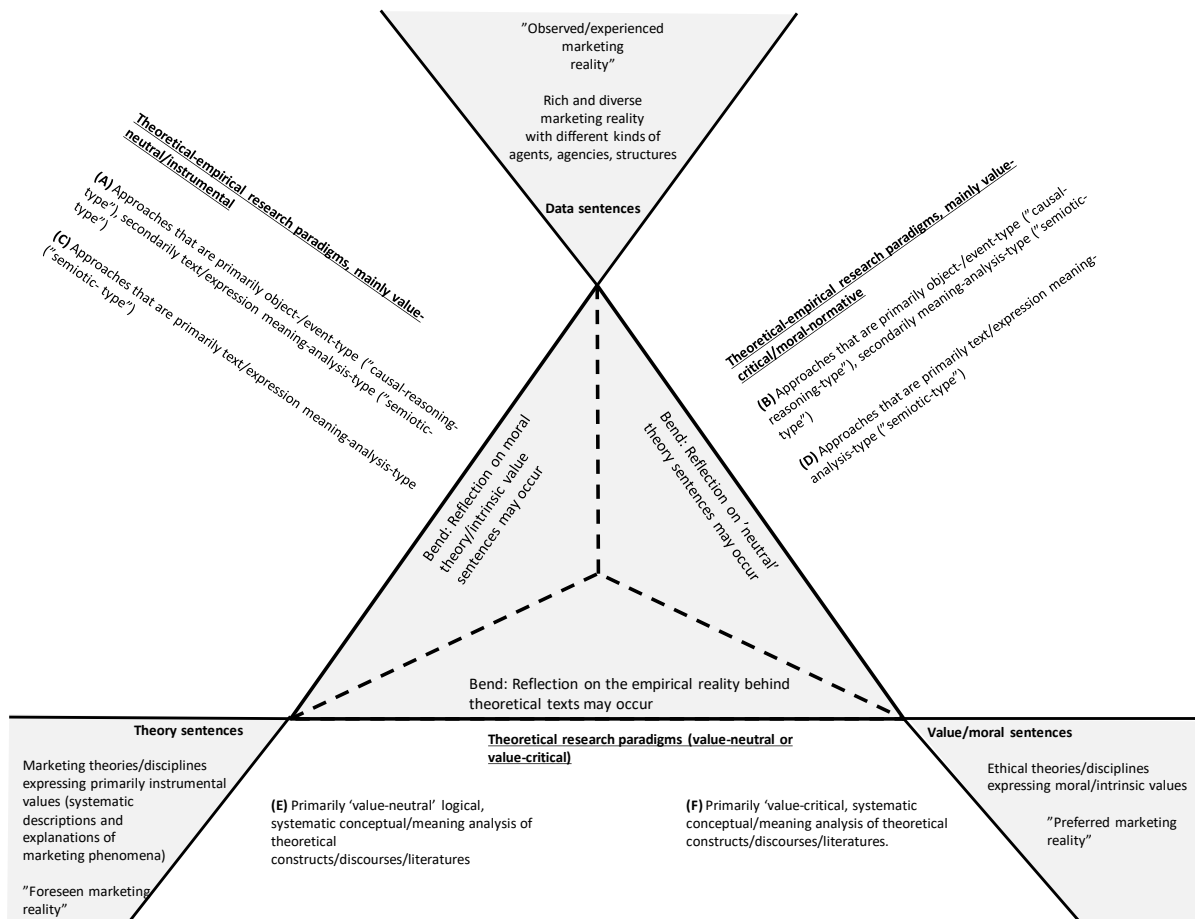 ”Observed/experienced
marketing
reality”
Rich and diverse
marketing reality
with different kinds of
agents, agencies, structures
Data sentences
Theoretical-empirical research paradigms, mainly value-
neutral/instrumental
(A) Approaches that are primarily object-/event-type (”causal-reasoning-
type”), secondarily text/expression meaning-analysis-type (”semiotic-
type”)
(C) Approaches that are primarily text/expression meaning-analysis-type
(”semiotic- type”)
Theoretical-empirical research paradigms, mainly value-
critical/moral-normative
(B) Approaches that are primarily object-/event-type (”causal-
reasoning-type”), secondarily meaning-analysis-type (”semiotic-
type”)
(D) Approaches that are primarily text/expression meaning-
analysis-type (”semiotic-type”)
Bend: Reflection on moral
theory/intrinsic value
sentences may occur
Bend: Reflection on ’neutral’
theory sentences may occur
Bend: Reflection on the empirical reality behind
theoretical texts may occur
Theory sentences
Marketing theories/disciplines
expressing primarily instrumental
values (systematic
descriptions and
explanations of
marketing phenomena)
”Foreseen marketing
reality”
Theoretical research paradigms (value-neutral or
value-critical)
(E) Primarily ‘value-neutral’ logical,
systematic conceptual/meaning analysis of
theoretical
constructs/discourses/literatures
(F) Primarily ‘value-critical, systematic
conceptual/meaning analysis of theoretical
constructs/discourses/literatures.
Value/moral sentences
Ethical theories/disciplines
expressing moral/intrinsic values
”Preferred marketing
reality”